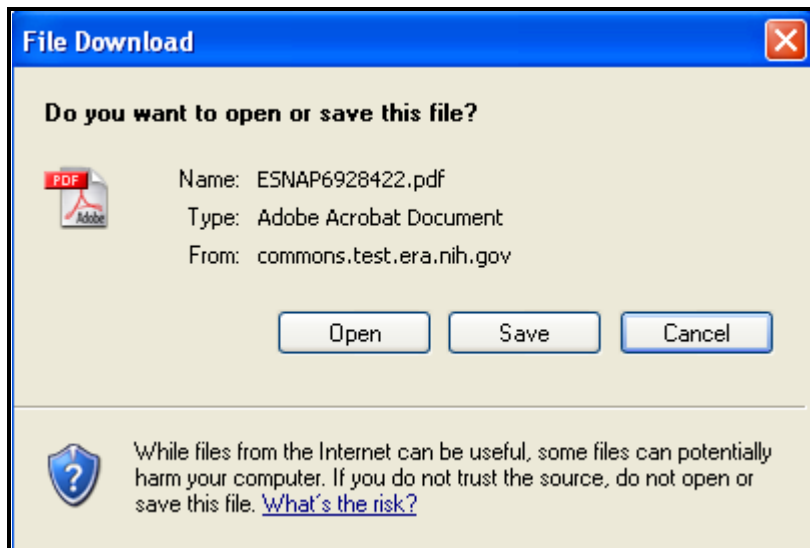 File Download
Do you want to open or save this file?
PDF
Adobe
Name: ESNAP6928422.pdf
Type: Adobe Acrobat Document
From: commons.test.era.nih.gov
Open Save Cancel
While files from the Internet can be useful, some files can potentially
harm your computer. If you do not trust the source, do not open or
save this file. What's the risk?